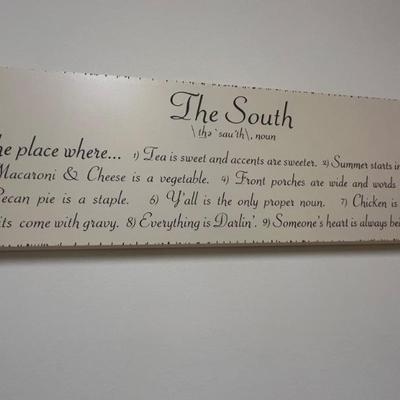 The South
\ thə ˈsau̇th\, noun
he place where... 1) Tea is sweet and accents are sweeter. 2) Summer starts in
Macaroni & Cheese is a vegetable. 4) Front porches are wide and words
Pecan pie is a staple. 6) Y'all is the only proper noun. 7) Chicken is
its come with gravy. 8) Everything is Darlin'. 9) Someone's heart is always bei